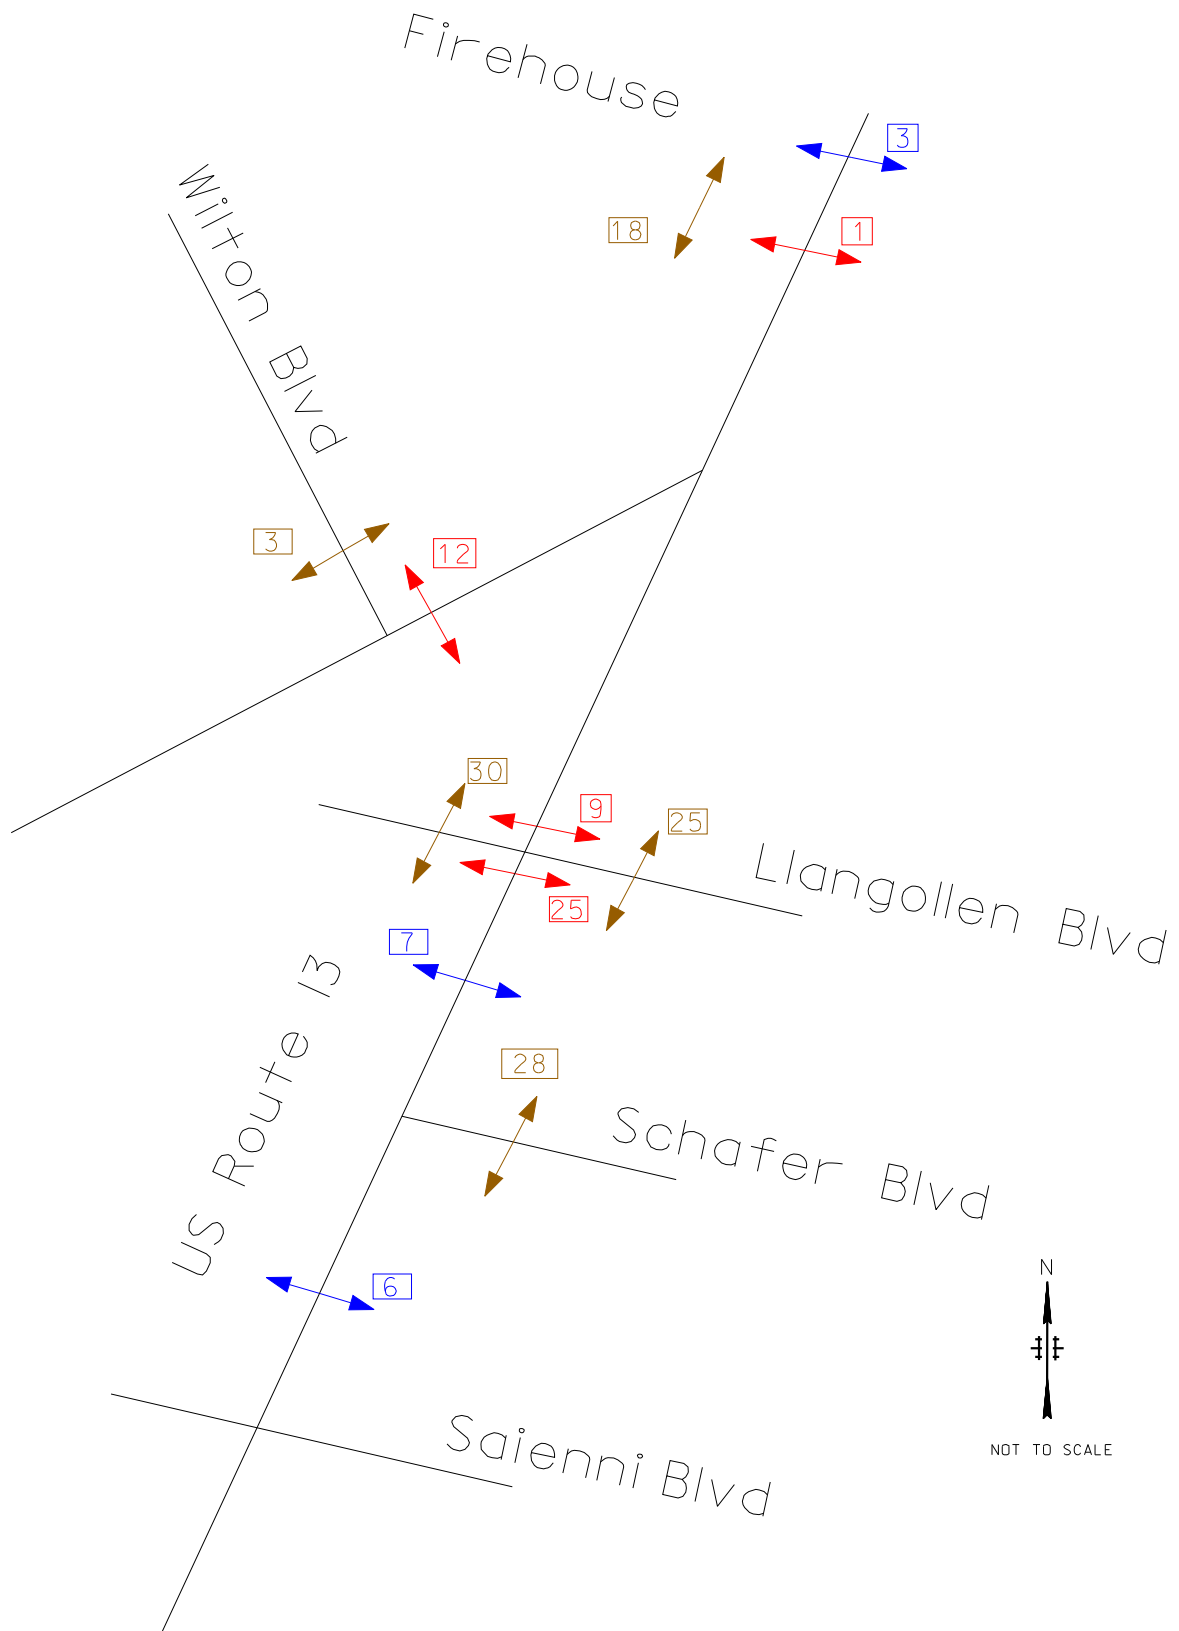 Firehouse
3
18
1
Wilton Blvd
3
12
30
9
25
Llangollen Blvd
25
7
US Route 13
28
Schafer Blvd
6
N
NOT TO SCALE
Saienni Blvd